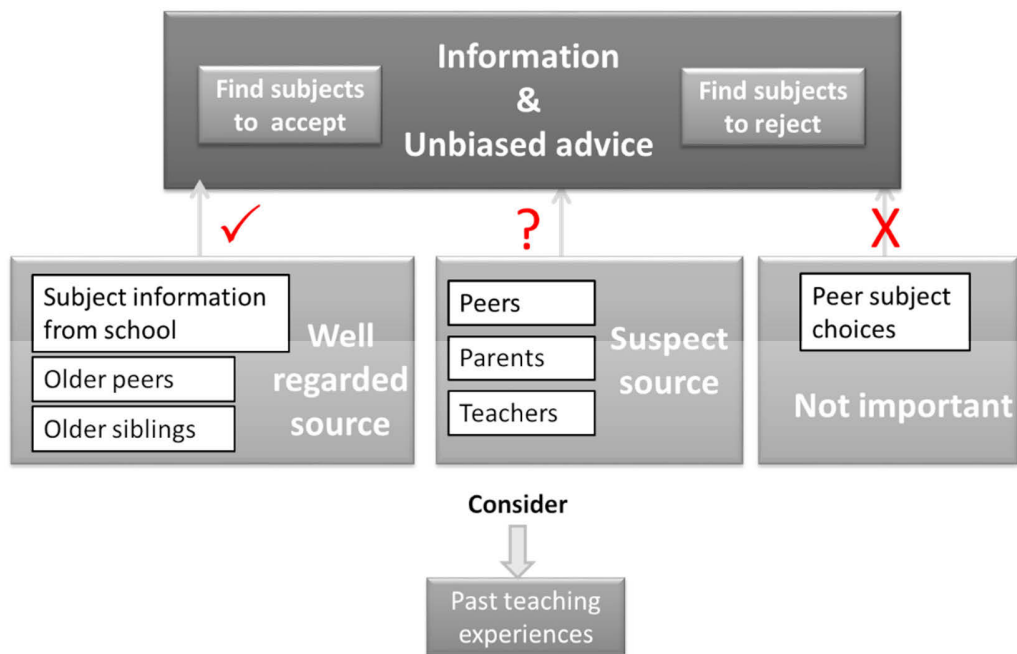 Information
&
Unbiased advice
Find subjects
to accept
Find subjects
to reject
✓
?
X
Subject information
from school
Older peers
Older siblings
Well
regarded
source
Peers
Parents
Teachers
Suspect
source
Peer subject
choices
Not important
Consider
Past teaching
experiences